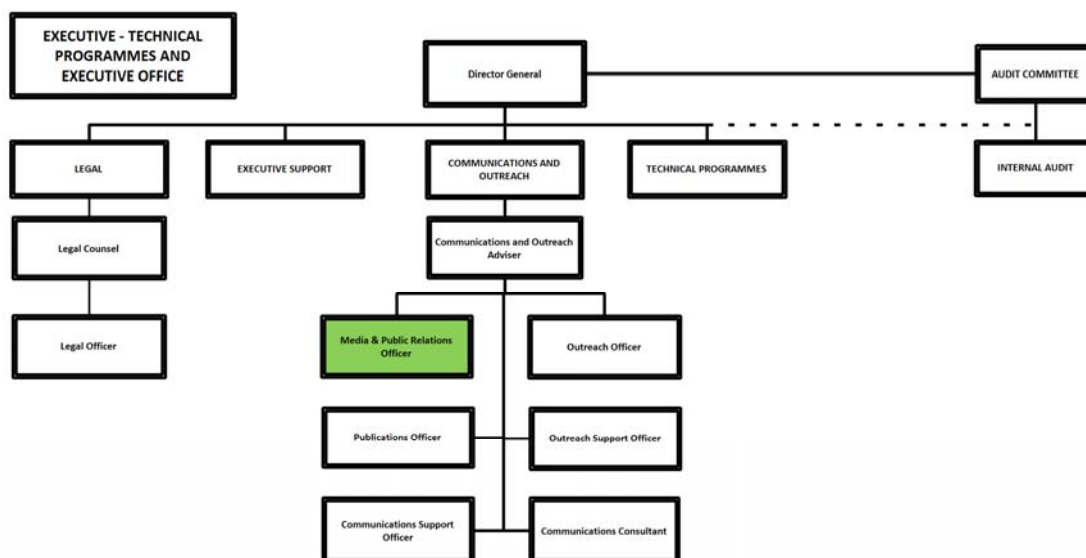 EXECUTIVE - TECHNICAL
PROGRAMMES AND
EXECUTIVE OFFICE
Director General
AUDIT COMMITTEE
LEGAL
EXECUTIVE SUPPORT
COMMUNICATIONS AND
OUTREACH
TECHNICAL PROGRAMMES
INTERNAL AUDIT
Legal Counsel
Communications and Outreach
Adviser
Legal Officer
Media & Public Relations
Officer
Outreach Officer
Publications Officer
Outreach Support Officer
Communications Support
Officer
Communications Consultant